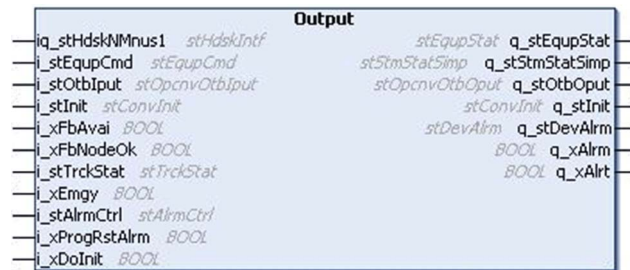 Output
iq_stHdskNMnus1 stHdskIntf stEqupStat q_stEqupStat
i_stEqupCmd stEqupCmd stStmStatSimp q_stStmStatSimp
i_stOtbIput stOpcnvOtbIput stOpcnvOtbOput q_stOtbOput
i_stInit stConvInit stConvInit q_stInit
i_xFbAvai BOOL stDevAlrm q_stDevAlrm
i_xFbNodeOk BOOL BOOL q_xAlrm
i_stTrckStat stTrckStat BOOL q_xAlrt
i_xEmgy BOOL
i_stAlrmCtrl stAlrmCtrl
i_xProgRstAlrm BOOL
i_xDoInit BOOL